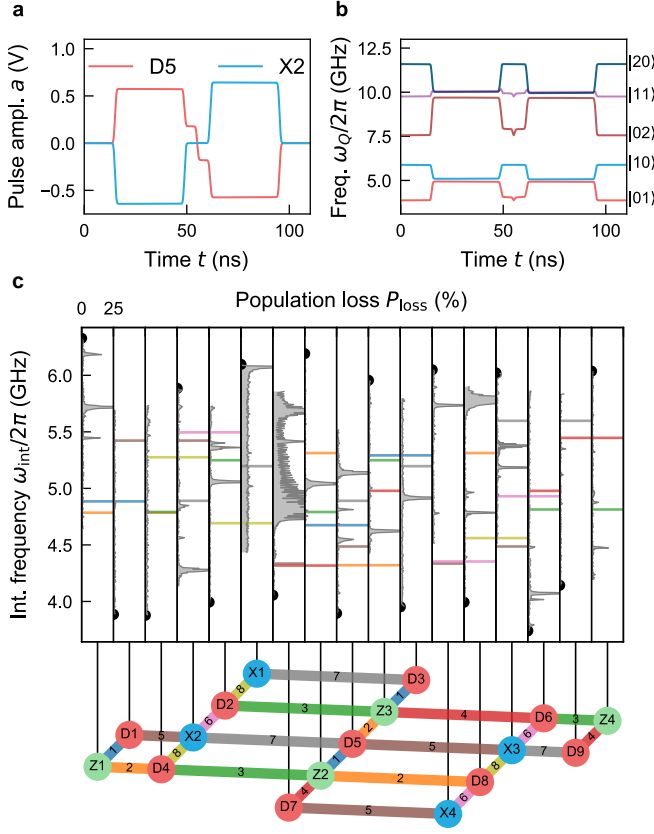 a
b
Pulse ampl. a (V)
1.0
0.5
0.0
−0.5
D5
X2
0
50
100
Time t (ns)
Freq. ωQ/2π (GHz)
12.5
10.0
7.5
5.0
|20⟩
|11⟩
|02⟩
|10⟩
|01⟩
0
50
100
Time t (ns)
c
Population loss Ploss (%)
0 25
Int. frequency ωint/2π (GHz)
6.0
5.5
5.0
4.5
4.0
X1 7 D3
8 1
D2 3 Z3 4 D6 3 Z4
6 2 6 4
D1 5 X2 7 D5 5 X3 7 D9
1 8 1 8
Z1 2 D4 3 Z2 2 D8
4 6
D7 5 X4